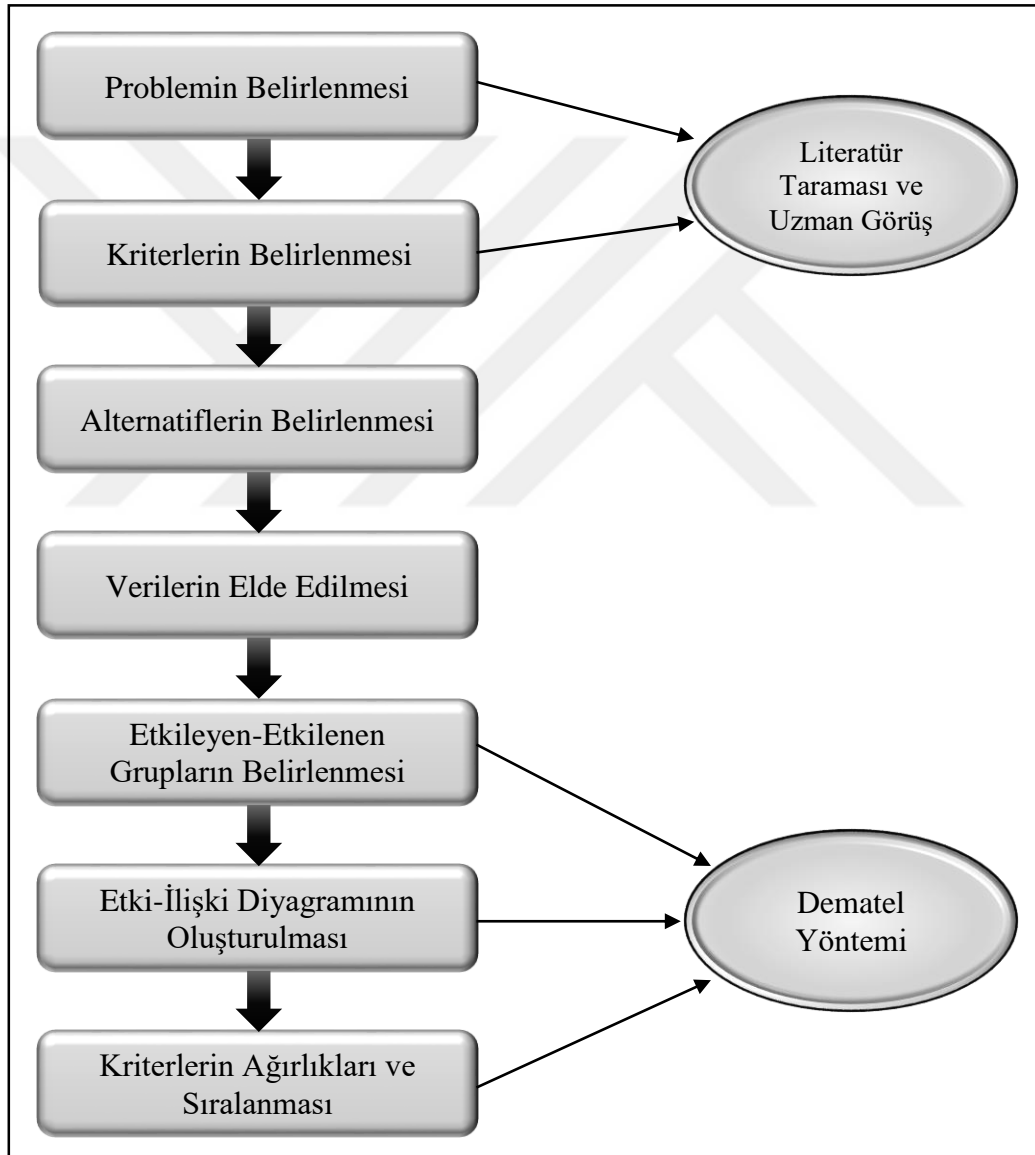 Problemin Belirlenmesi
Literatür
Taraması ve
Uzman Görüş
Kriterlerin Belirlenmesi
Alternatiflerin Belirlenmesi
Verilerin Elde Edilmesi
Etkileyen-Etkilenen
Grupların Belirlenmesi
Etki-İlişki Diyagramının
Oluşturulması
Dematel
Yöntemi
Kriterlerin Ağırlıkları ve
Sıralanması